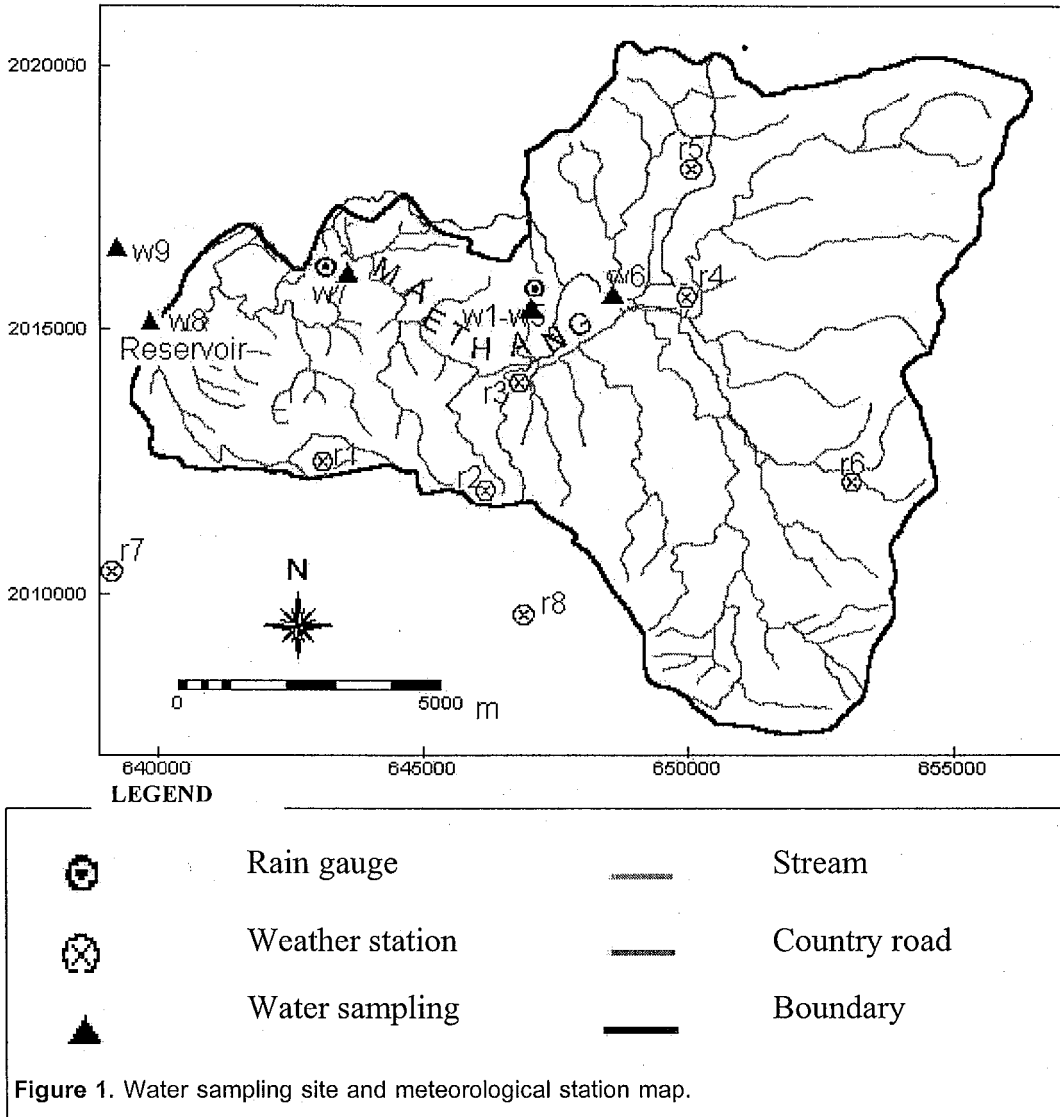 2020000
r5
w9
MAE THANG
w7
w6
r4
w1-w5
2015000
w8
Reservoir
r3
r1
r2
r6
r7
2010000
N
r8
0
5000
m
640000
645000
650000
655000
LEGEND
Rain gauge
Stream
Weather station
Country road
Water sampling
Boundary
Figure 1. Water sampling site and meteorological station map.